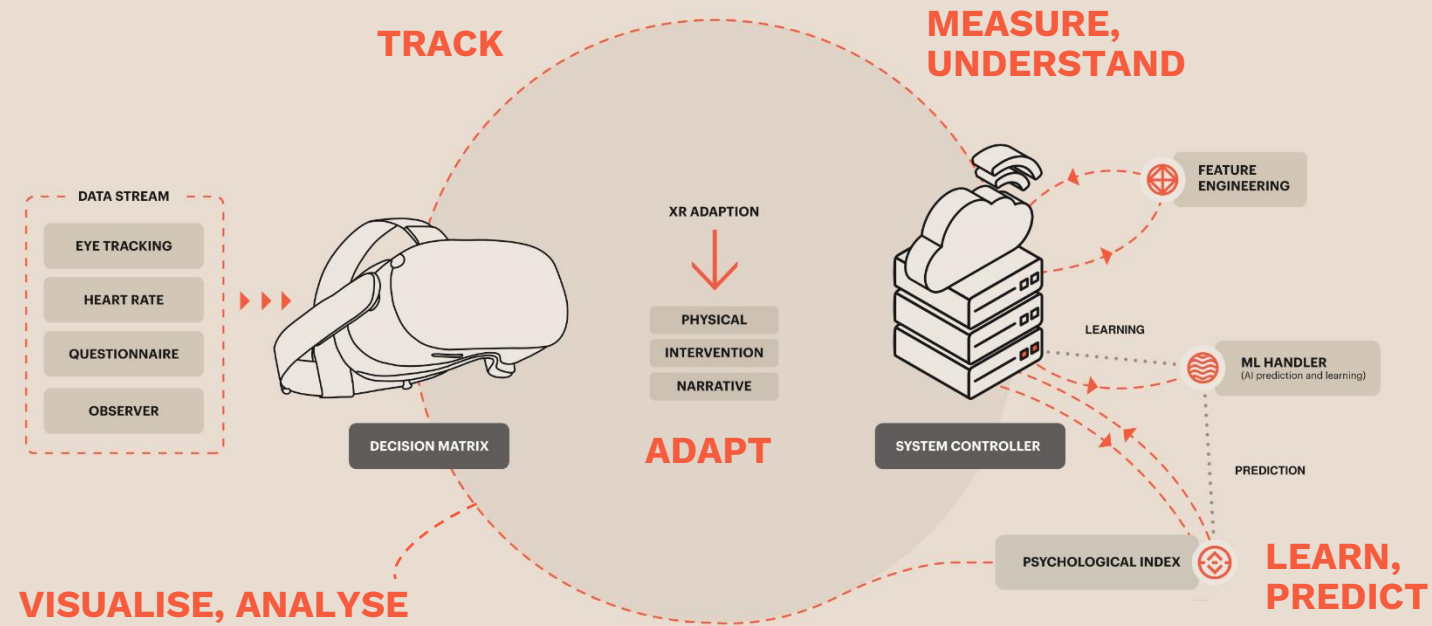 TRACK
MEASURE,
UNDERSTAND
DATA STREAM
EYE TRACKING
HEART RATE
QUESTIONNAIRE
OBSERVER
DECISION MATRIX
XR ADAPTION
PHYSICAL
INTERVENTION
NARRATIVE
ADAPT
SYSTEM CONTROLLER
FEATURE
ENGINEERING
LEARNING
ML HANDLER
(AI prediction and learning)
PREDICTION
PSYCHOLOGICAL INDEX
LEARN,
PREDICT
VISUALISE, ANALYSE